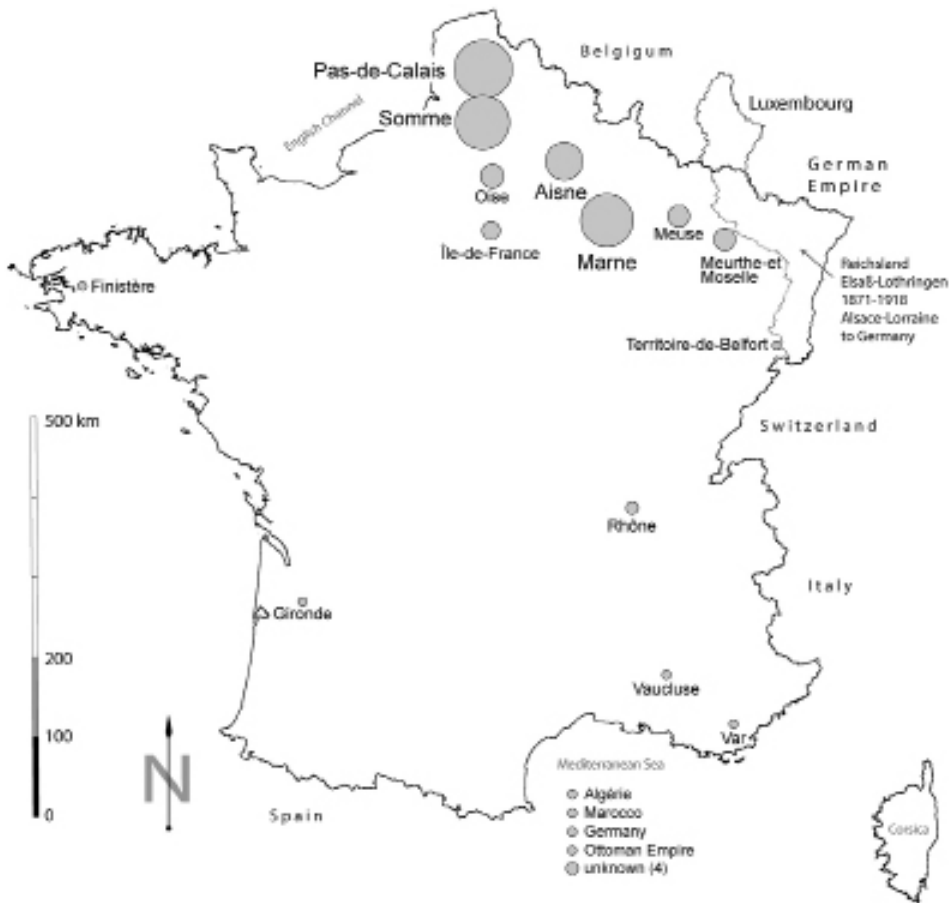 Belgigum
Pas-de-Calais
Luxembourg
English Channel
Somme
German
Empire
Oise
Aisne
Île-de-France
Marne
Meuse
Meurthe-et
Moselle
Reichsland
Elsaß-Lothringen
1871-1918
Alsace-Lorraine
to Germany
Finistère
Territoire-de-Belfort
500 km
Switzerland
Rhône
Italy
Gironde
200
Vaucluse
100
Var
N
Mediterranean Sea
0
Spain
Algérie
Marocco
Germany
Ottoman Empire
unknown (4)
Corsica